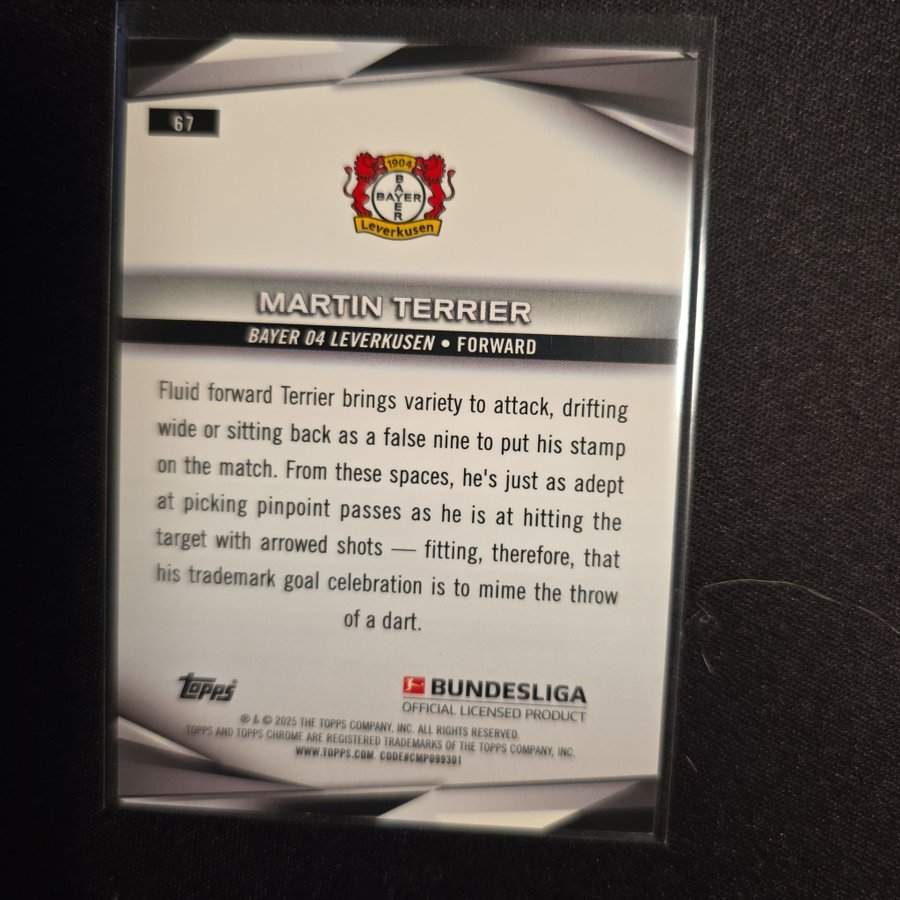 67
1904
BAYER
BAYER
Leverkusen
MARTIN TERRIER
BAYER 04 LEVERKUSEN • FORWARD
Fluid forward Terrier brings variety to attack, drifting
wide or sitting back as a false nine to put his stamp
on the match. From these spaces, he's just as adept
at picking pinpoint passes as he is at hitting the
target with arrowed shots — fitting, therefore, that
his trademark goal celebration is to mime the throw
of a dart.
Topps
BUNDESLIGA
OFFICIAL LICENSED PRODUCT
® & © 2025 THE TOPPS COMPANY, INC. ALL RIGHTS RESERVED.
TOPPS AND TOPPS CHROME ARE REGISTERED TRADEMARKS OF THE TOPPS COMPANY, INC.
WWW.TOPPS.COM. CODE#CMP099301